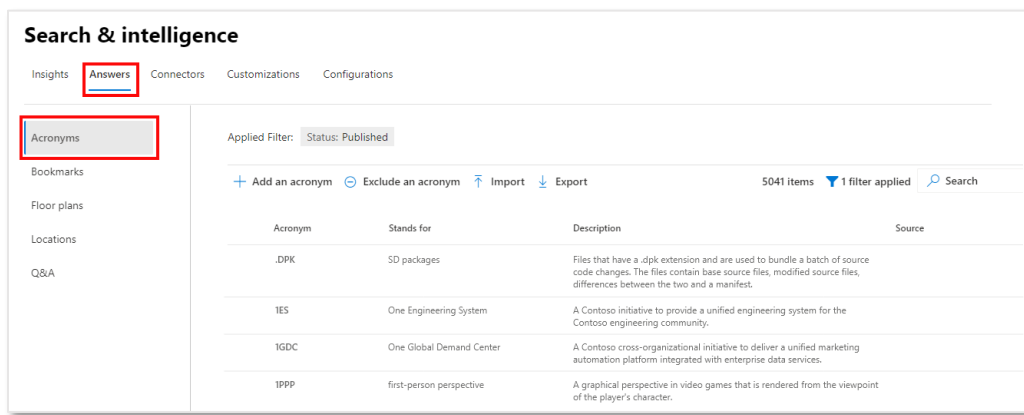 Search & intelligence
Insights Answers Connectors Customizations Configurations
Acronyms
Bookmarks
Floor plans
Locations
Q&A
Applied Filter: Status: Published
Add an acronym Exclude an acronym Import Export 5041 items 1 filter applied Search
Acronym Stands for Description Source
.DPK SD packages Files that have a .dpk extension and are used to bundle a batch of source
code changes. The files contain base source files, modified source files,
differences between the two and a manifest.
1ES One Engineering System A Contoso initiative to provide a unified engineering system for the
Contoso engineering community.
1GDC One Global Demand Center A Contoso cross-organizational initiative to deliver a unified marketing
automation platform integrated with enterprise data services.
1PPP first-person perspective A graphical perspective in video games that is rendered from the viewpoint
of the player's character.